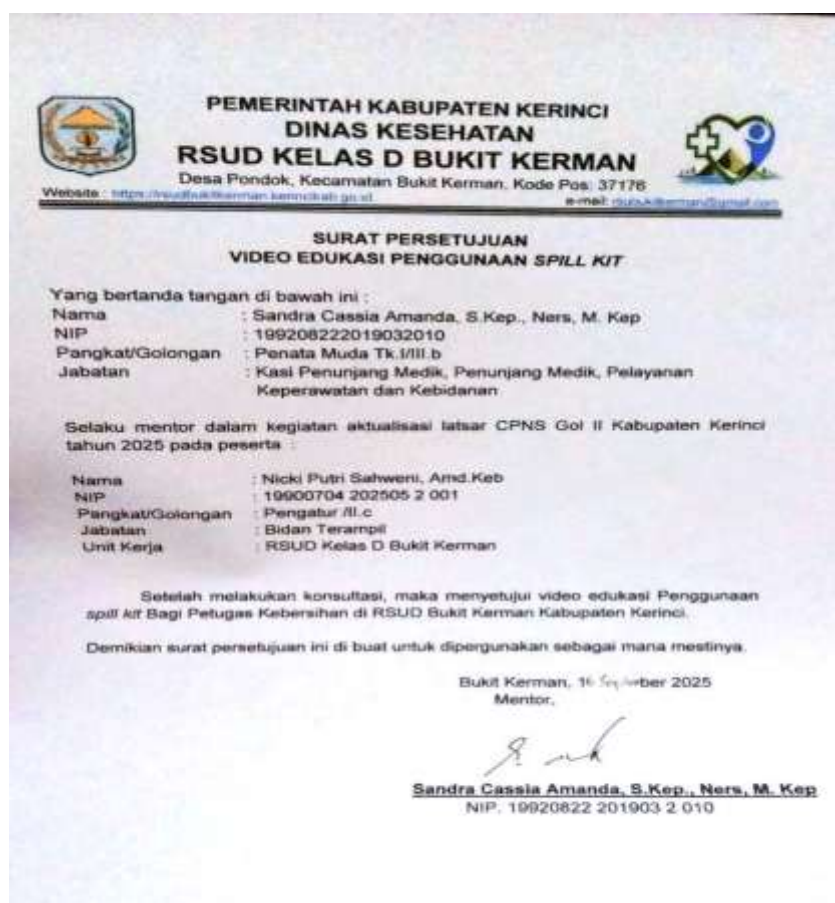 PEMERINTAH KABUPATEN KERINCI
DINAS KESEHATAN
RSUD KELAS D BUKIT KERMAN
Desa Pondok, Kecamatan Bukit Kerman, Kode Pos: 37176
Website : https://rsudbukitkerman.kerincikab.go.id
e-mail:
SURAT PERSETUJUAN
VIDEO EDUKASI PENGGUNAAN SPILL KIT
Yang bertanda tangan di bawah ini :
Nama : Sandra Cassia Amanda, S.Kep., Ners, M. Kep
NIP : 199208222019032010
Pangkat/Golongan : Penata Muda Tk.I/III.b
Jabatan : Kasi Penunjang Medik, Penunjang Medik, Pelayanan
Keperawatan dan Kebidanan
Selaku mentor dalam kegiatan aktualisasi latsar CPNS Gol II Kabupaten Kerinci
tahun 2025 pada peserta :
Nama : Nicki Putri Sahweni, Amd.Keb
NIP : 19900704 202505 2 001
Pangkat/Golongan : Pengatur /II.c
Jabatan : Bidan Terampil
Unit Kerja : RSUD Kelas D Bukit Kerman
Setelah melakukan konsultasi, maka menyetujui video edukasi Penggunaan
spill kit Bagi Petugas Kebersihan di RSUD Bukit Kerman Kabupaten Kerinci.
Demikian surat persetujuan ini di buat untuk dipergunakan sebagai mana mestinya.
Bukit Kerman, 16 September 2025
Mentor,
Sandra Cassia Amanda, S.Kep., Ners, M. Kep
NIP. 19920822 201903 2 010